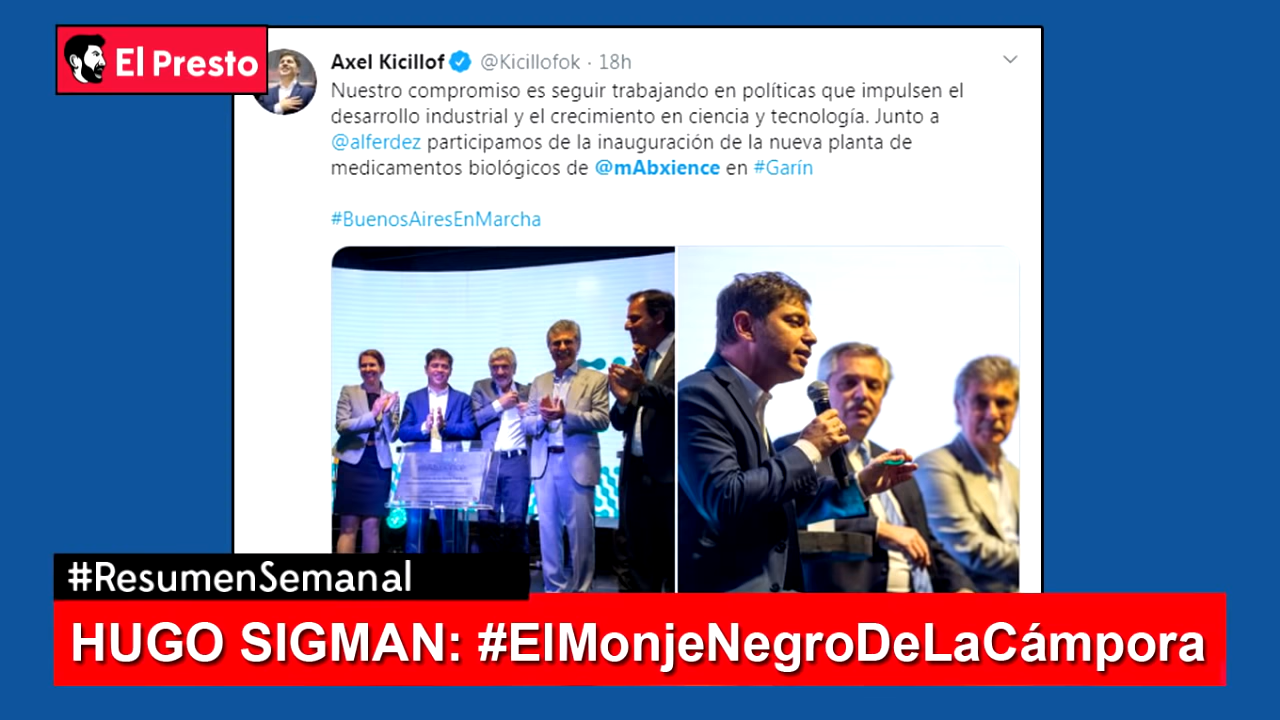 El Presto
Axel Kicillof @Kicillofok · 18h
Nuestro compromiso es seguir trabajando en políticas que impulsen el
desarrollo industrial y el crecimiento en ciencia y tecnología. Junto a
@alferdez participamos de la inauguración de la nueva planta de
medicamentos biológicos de @mAbxience en #Garín
#BuenosAiresEnMarcha
#ResumenSemanal
HUGO SIGMAN: #ElMonjeNegroDeLaCámpora